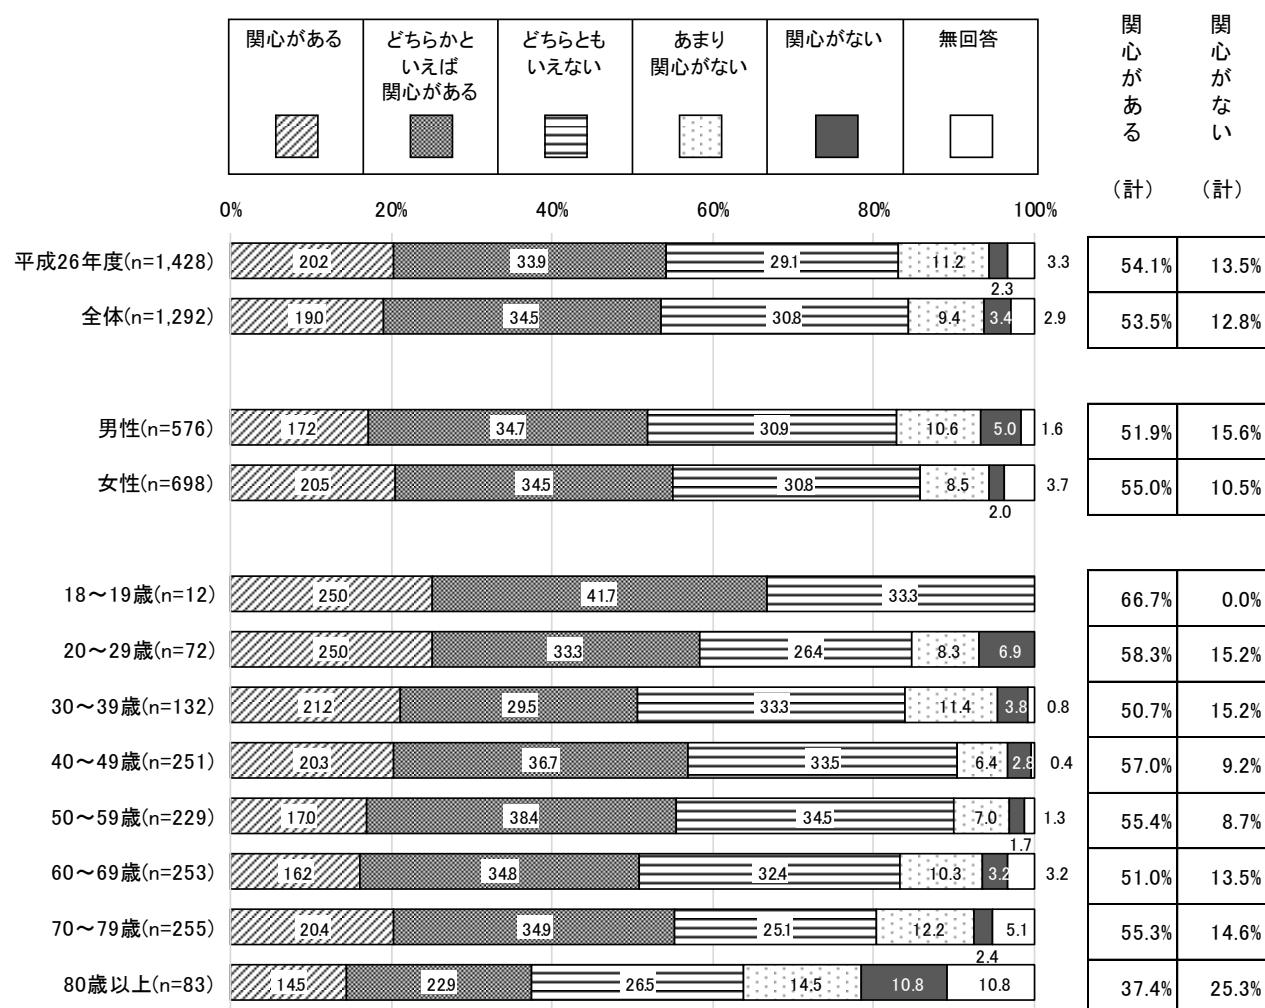 関心がある
どちらかと
いえば
関心がある
どちらとも
いえない
あまり
関心がない
関心がない
無回答
関心がある
（計）
関心がない
（計）
0%
20%
40%
60%
80%
100%
平成26年度(n=1,428) 20.2 33.9 29.1 11.2 2.3 3.3 54.1% 13.5%
全体(n=1,292) 19.0 34.5 30.8 9.4 3.4 2.9 53.5% 12.8%
男性(n=576) 17.2 34.7 30.9 10.6 5.0 1.6 51.9% 15.6%
女性(n=698) 20.5 34.5 30.8 8.5 2.0 3.7 55.0% 10.5%
18～19歳(n=12) 25.0 41.7 33.3 66.7% 0.0%
20～29歳(n=72) 25.0 33.3 26.4 8.3 6.9 58.3% 15.2%
30～39歳(n=132) 21.2 29.5 33.3 11.4 3.8 0.8 50.7% 15.2%
40～49歳(n=251) 20.3 36.7 33.5 6.4 2.8 0.4 57.0% 9.2%
50～59歳(n=229) 17.0 38.4 34.5 7.0 1.7 1.3 55.4% 8.7%
60～69歳(n=253) 16.2 34.8 32.4 10.3 3.2 3.2 51.0% 13.5%
70～79歳(n=255) 20.4 34.9 25.1 12.2 2.4 5.1 55.3% 14.6%
80歳以上(n=83) 14.5 22.9 26.5 14.5 10.8 10.8 37.4% 25.3%